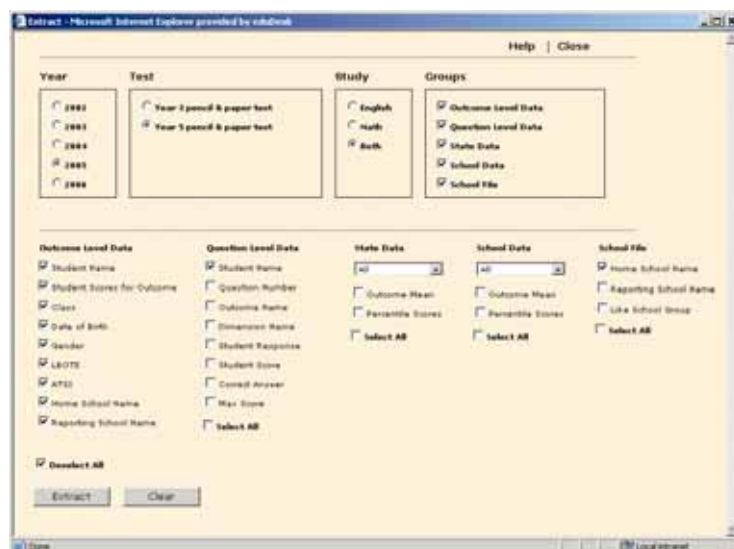 Extract - Microsoft Internet Explorer provided by eduDesk
Help | Close
Year Test Study Groups
2002
2003
2004
2005
2006
Year 3 pencil & paper test
Year 5 pencil & paper test
English
Math
Both
Outcome Level Data
Question Level Data
State Data
School Data
School File
Outcome Level Data
Student Name
Student Scores for Outcome
Class
Date of Birth
Gender
LBOTE
ATSI
Home School Name
Reporting School Name
Deselect All
Question Level Data
Student Name
Question Number
Outcome Name
Dimension Name
Student Response
Student Score
Correct Answer
Max Score
Select All
State Data
All
Outcome Mean
Percentile Scores
Select All
School Data
All
Outcome Mean
Percentile Scores
Select All
School File
Home School Name
Reporting School Name
Like School Group
Select All
Extract Clear
Done Local intranet